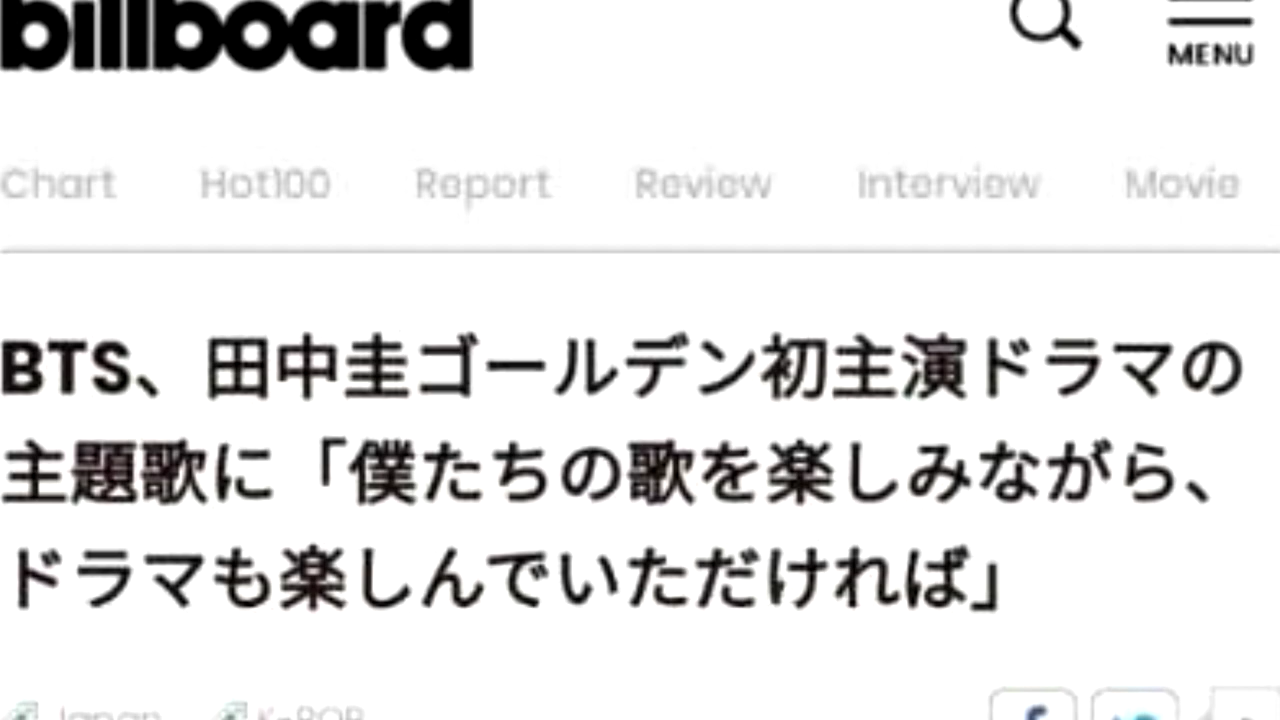 billboard
MENU
Chart Hot100 Report Review Interview Movie
BTS、田中圭ゴールデン初主演ドラマの
主題歌に「僕たちの歌を楽しみながら、
ドラマも楽しんでいただければ」
Japan K-POP